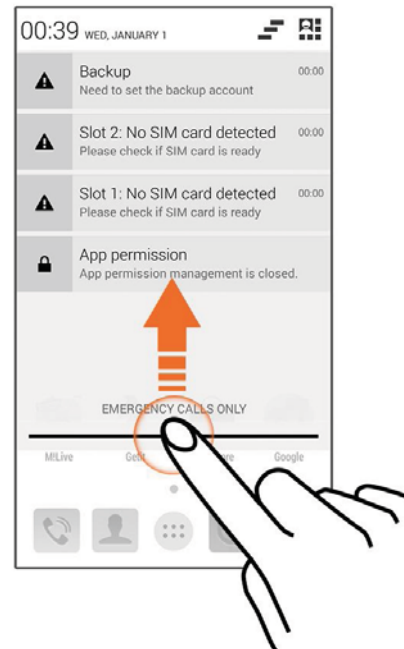 00:39 WED, JANUARY 1
Backup 00:00
Need to set the backup account
Slot 2: No SIM card detected 00:00
Please check if SIM card is ready
Slot 1: No SIM card detected 00:00
Please check if SIM card is ready
App permission
App permission management is closed.
EMERGENCY CALLS ONLY
M!Live Google